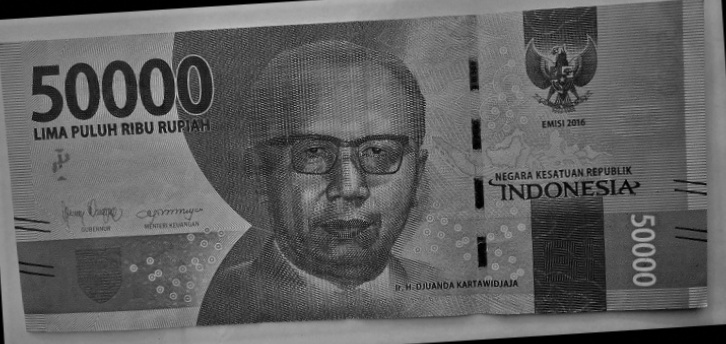 50000
LIMA PULUH RIBU RUPIAH
EMISI 2016
NEGARA KESATUAN REPUBLIK
INDONESIA
GUBERNUR
MENTERI KEUANGAN
50000
Ir. H. DJUANDA KARTAWIDJAJA